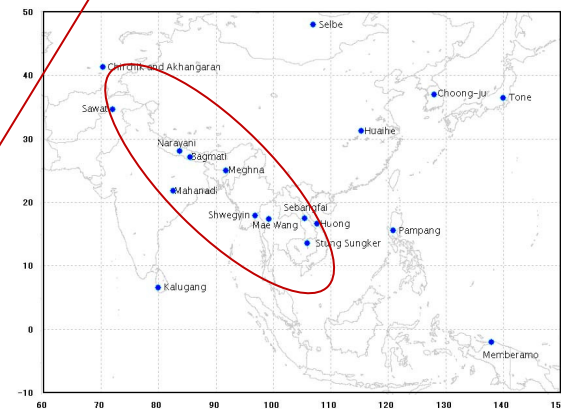 50
Selbe
40
Chirchik and Akhangaran
Choong-ju
Tone
Sawat
30
Huaihe
Narayani
Bagmati
Meghna
20
Mahanadi
Sebangfai
Shwegyin
Mae Wang
Huong
Pampang
Stung Sungker
10
Kalugang
0
Memberamo
-10
60
70
80
90
100
110
120
130
140
15